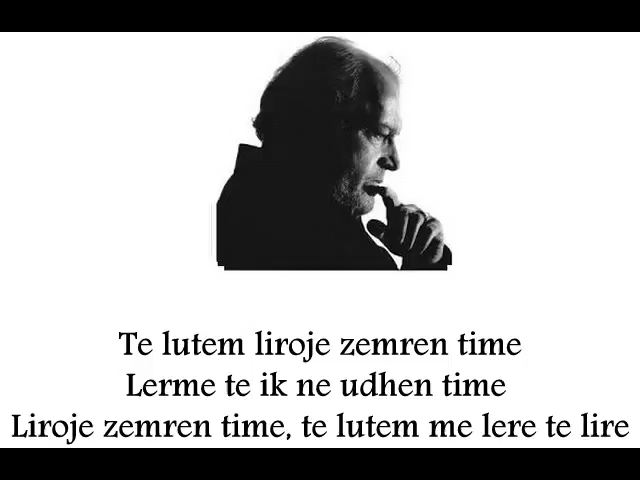 Te lutem liroje zemren time
Lerme te ik ne udhen time
Liroje zemren time, te lutem me lere te lire